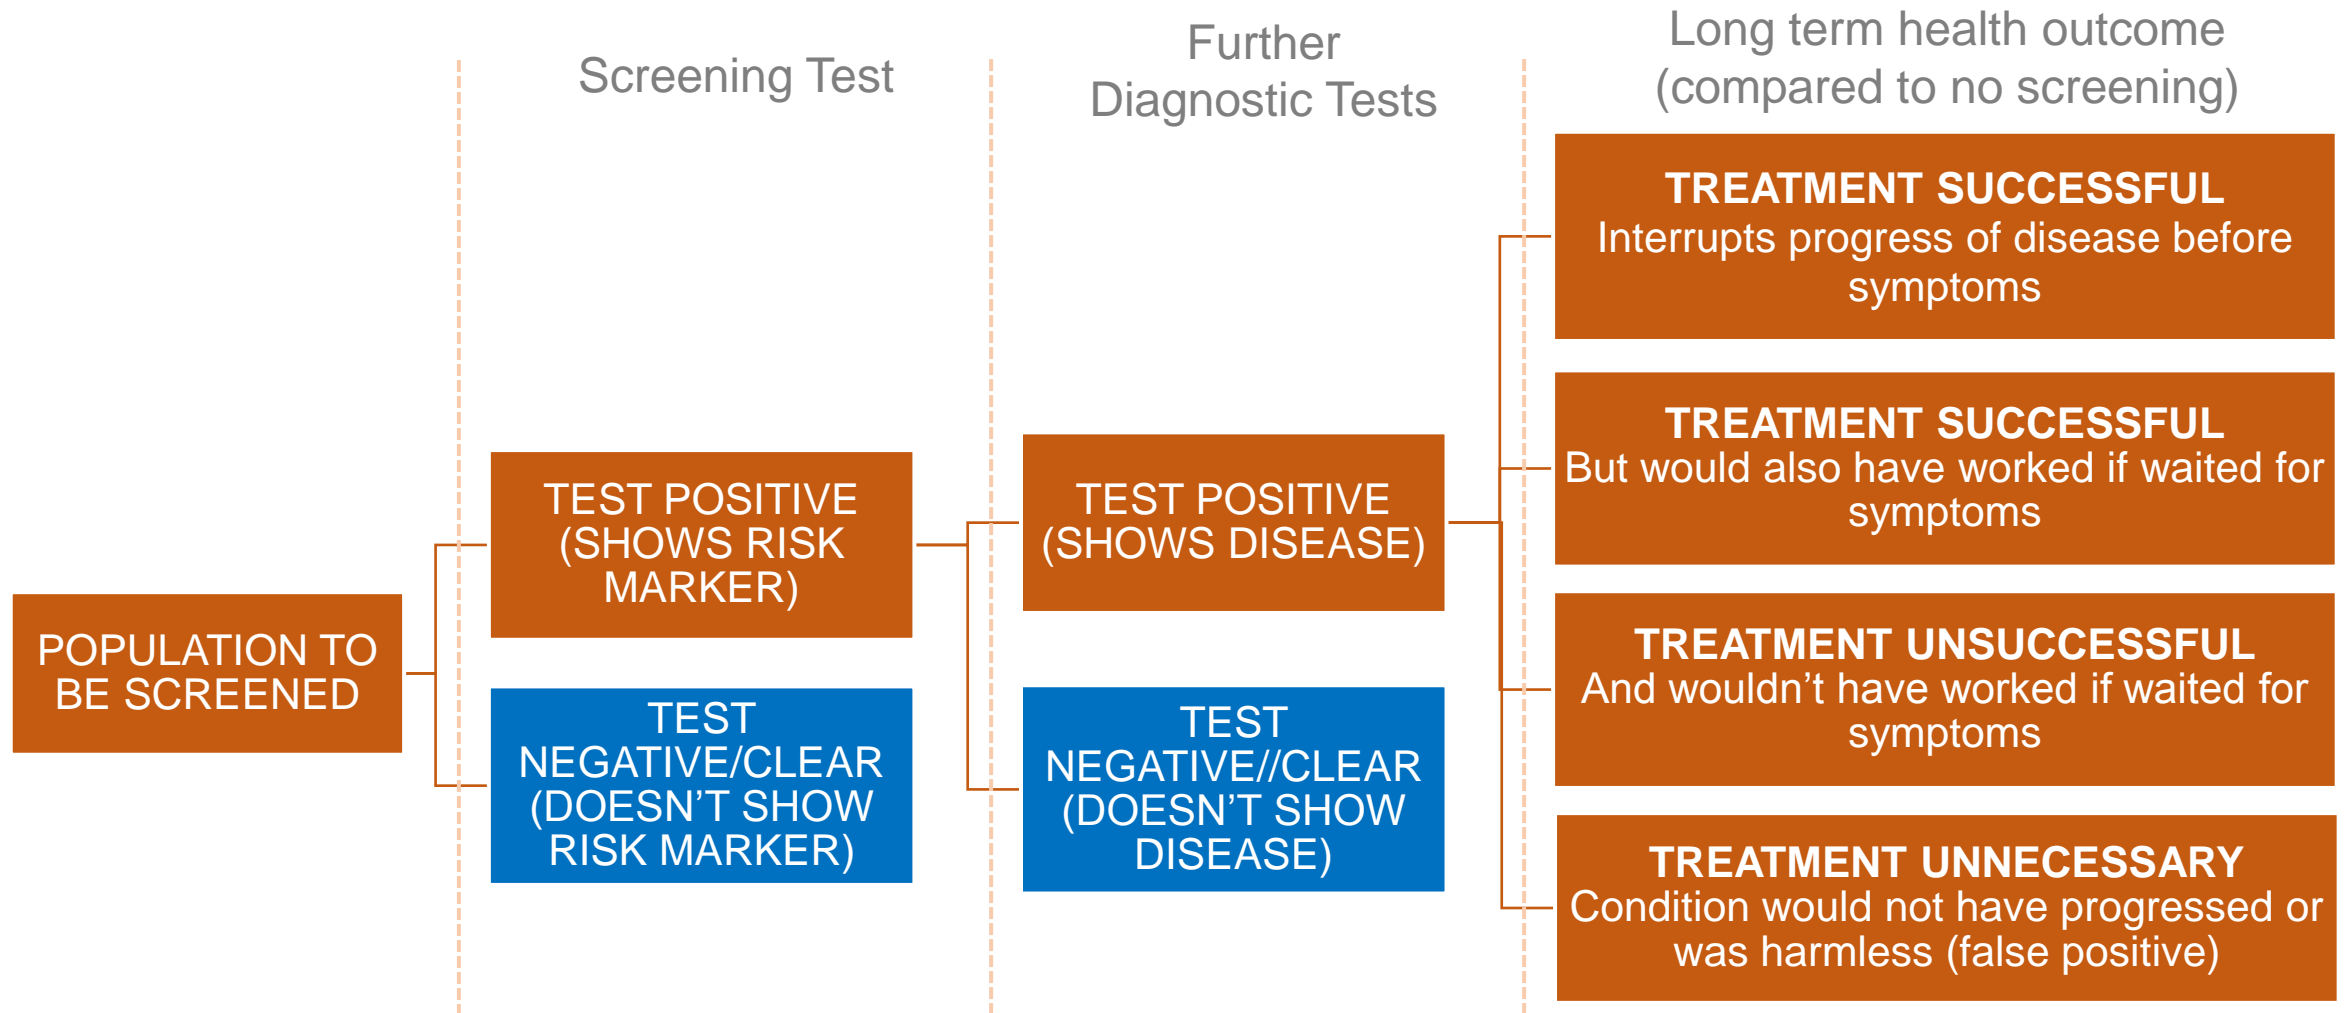 Screening Test
Further
Diagnostic Tests
Long term health outcome
(compared to no screening)
POPULATION TO
BE SCREENED
TEST POSITIVE
(SHOWS RISK
MARKER)
TEST
NEGATIVE/CLEAR
(DOESN’T SHOW
RISK MARKER)
TEST POSITIVE
(SHOWS DISEASE)
TEST
NEGATIVE//CLEAR
(DOESN’T SHOW
DISEASE)
TREATMENT SUCCESSFUL
Interrupts progress of disease before
symptoms
TREATMENT SUCCESSFUL
But would also have worked if waited for
symptoms
TREATMENT UNSUCCESSFUL
And wouldn’t have worked if waited for
symptoms
TREATMENT UNNECESSARY
Condition would not have progressed or
was harmless (false positive)